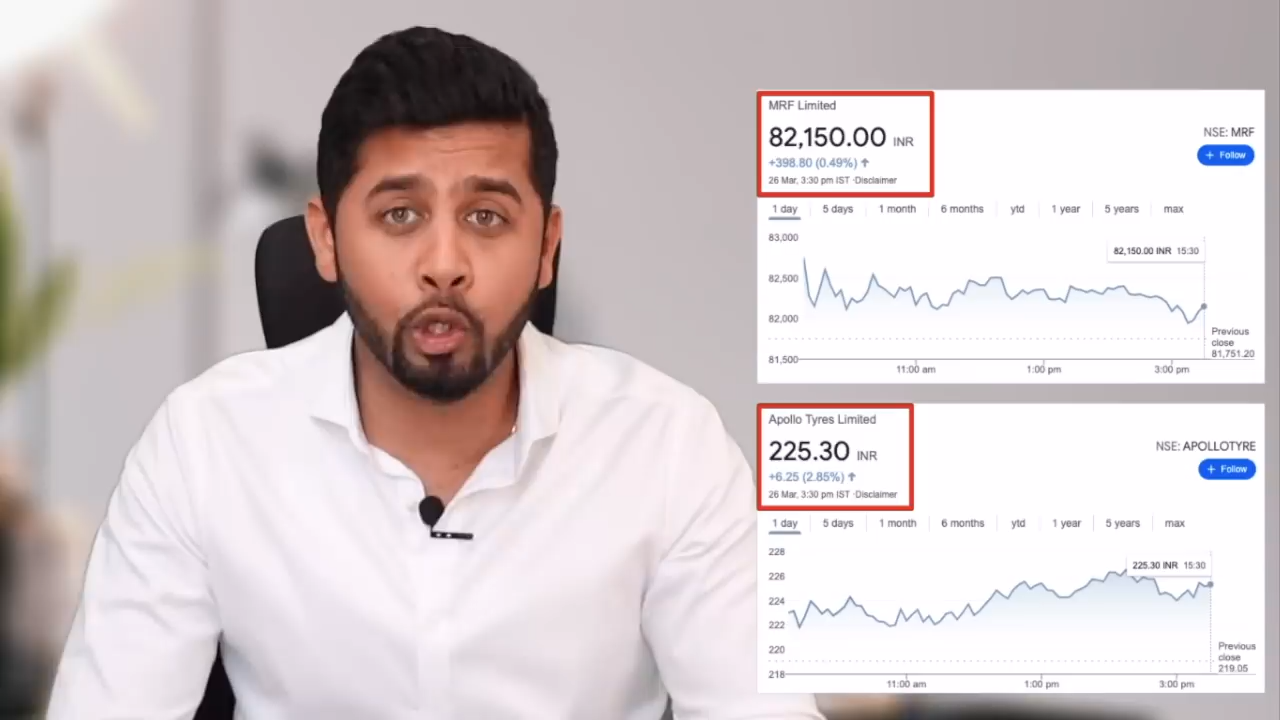 MRF Limited
82,150.00 INR
+398.80 (0.49%) ↑
26 Mar, 3:30 pm IST ·Disclaimer
NSE: MRF
+ Follow
1 day 5 days 1 month 6 months ytd 1 year 5 years max
83,000
82,150.00 INR 15:30
82,500
82,000
Previous
close
81,751.20
81,500
11:00 am 1:00 pm 3:00 pm
Apollo Tyres Limited
225.30 INR
+6.25 (2.85%) ↑
26 Mar, 3:30 pm IST ·Disclaimer
NSE: APOLLOTYRE
+ Follow
1 day 5 days 1 month 6 months ytd 1 year 5 years max
228
225.30 INR 15:30
226
224
222
220
Previous
close
219.05
218
11:00 am 1:00 pm 3:00 pm